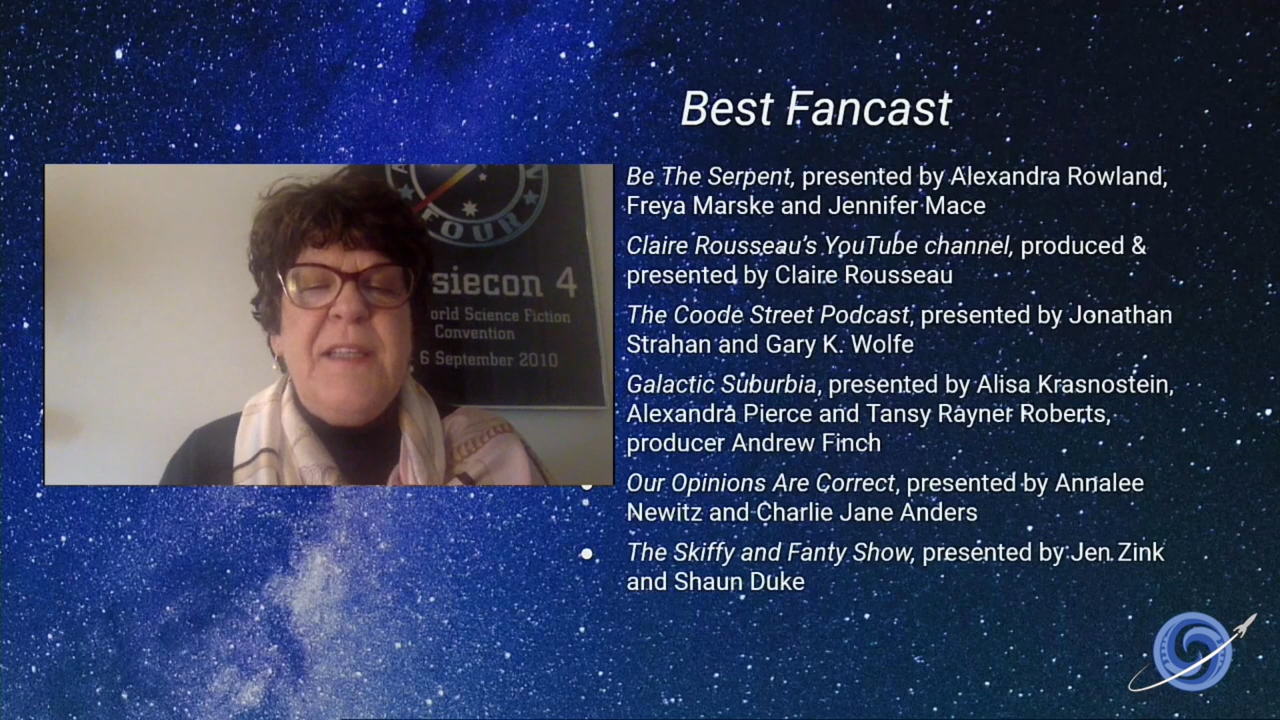 Best Fancast
Be The Serpent, presented by Alexandra Rowland,
Freya Marske and Jennifer Mace
Claire Rousseau's YouTube channel, produced &
presented by Claire Rousseau
The Coode Street Podcast, presented by Jonathan
Strahan and Gary K. Wolfe
Galactic Suburbia, presented by Alisa Krasnostein,
Alexandra Pierce and Tansy Rayner Roberts,
producer Andrew Finch
Our Opinions Are Correct, presented by Annalee
Newitz and Charlie Jane Anders
The Skiffy and Fanty Show, presented by Jen Zink
and Shaun Duke
FOUR
siecon 4
orld Science Fiction
Convention
6 September 2010